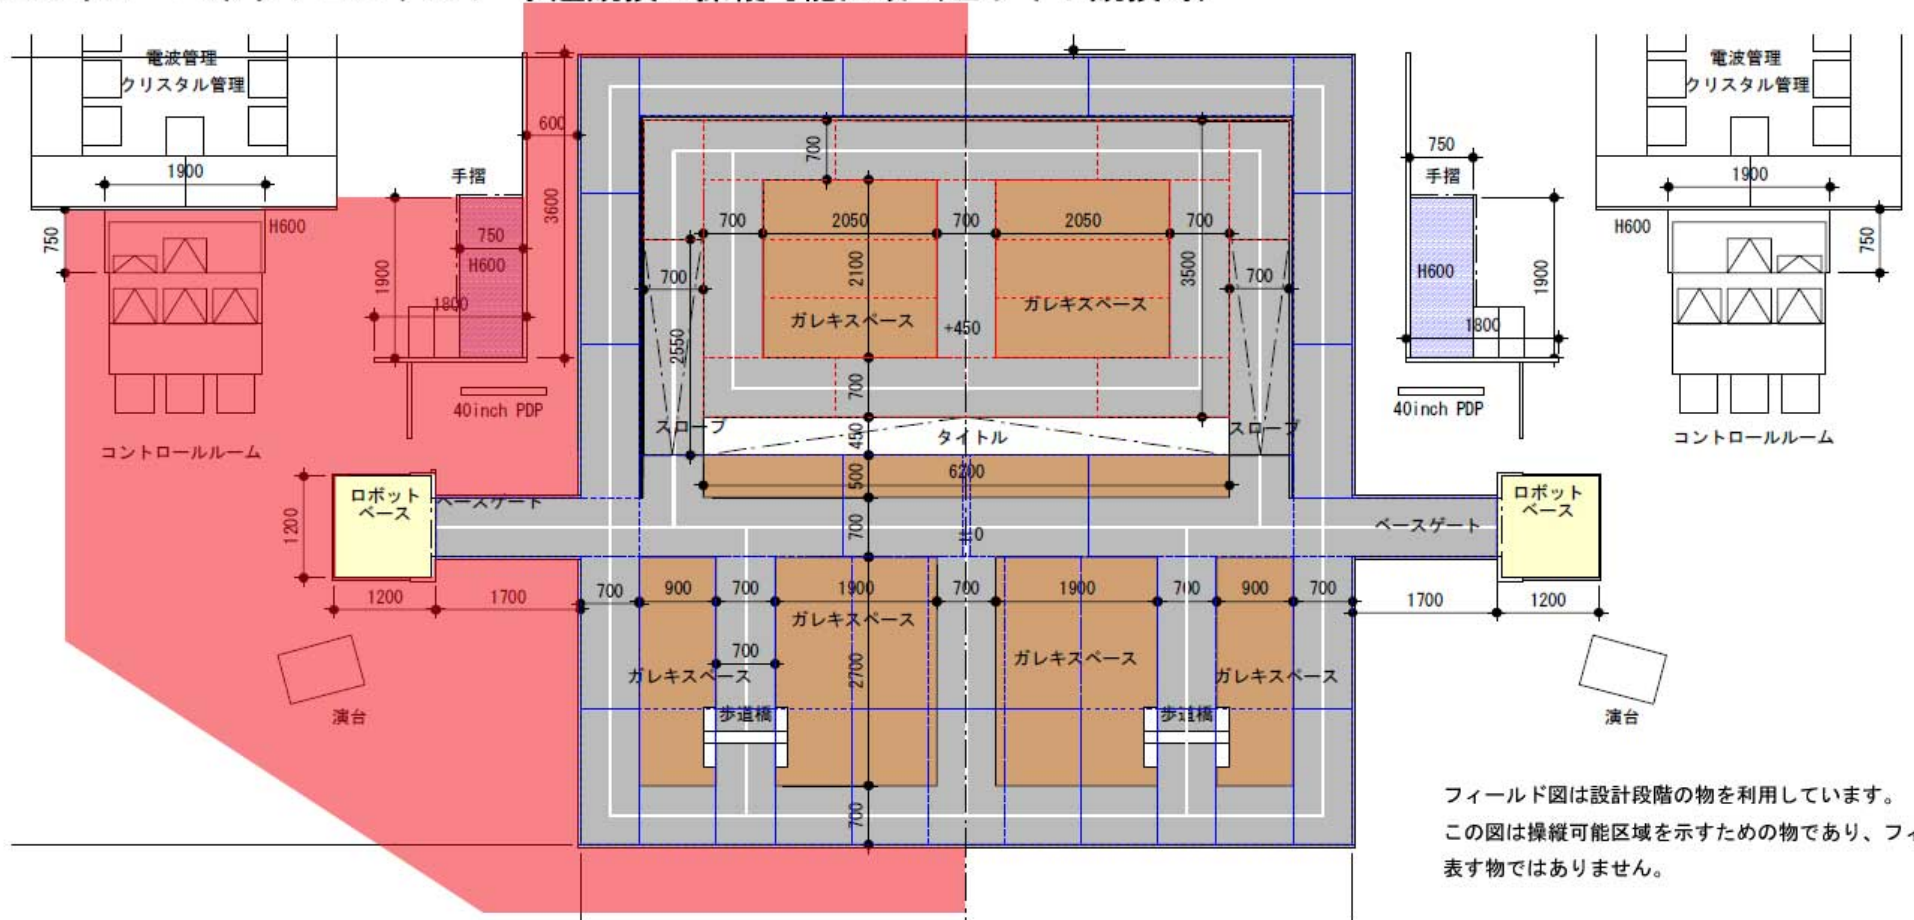 電波管理
クリスタル管理
1900
750
H600
コントロールルーム
手摺
750
H600
1900
1800
40inch PDP
600
3600
700
700
2050
700
2050
700
2100
3500
700
700
2550
ガレキスペース
ガレキスペース
+450
700
スロープ
450
タイトル
スロープ
500
6200
ロボット
ベース
ベースゲート
1200
700
±0
ベースゲート
ロボット
ベース
1200
1700
700
900
700
1900
700
1900
700
900
700
1700
1200
ガレキスペース
700
ガレキスペース
2700
ガレキスペース
ガレキスペース
歩道橋
歩道橋
演台
演台
700
電波管理
クリスタル管理
750
手摺
1900
H600
H600
750
1900
1800
40inch PDP
コントロールルーム
フィールド図は設計段階の物を利用しています。
この図は操縦可能区域を示すための物であり、フィ
表す物ではありません。